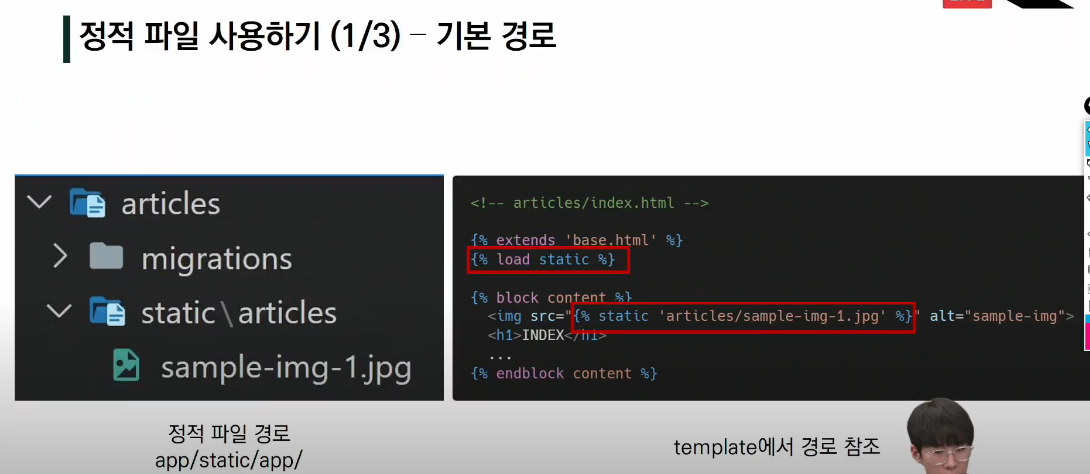 정적 파일 사용하기 (1/3) – 기본 경로
articles
migrations
static\articles
sample-img-1.jpg
정적 파일 경로
app/static/app/
<!-- articles/index.html -->
{% extends 'base.html' %}
{% load static %}
{% block content %}
<img src="{% static 'articles/sample-img-1.jpg' %}" alt="sample-img">
<h1>INDEX</h1>
...
{% endblock content %}
template에서 경로 참조